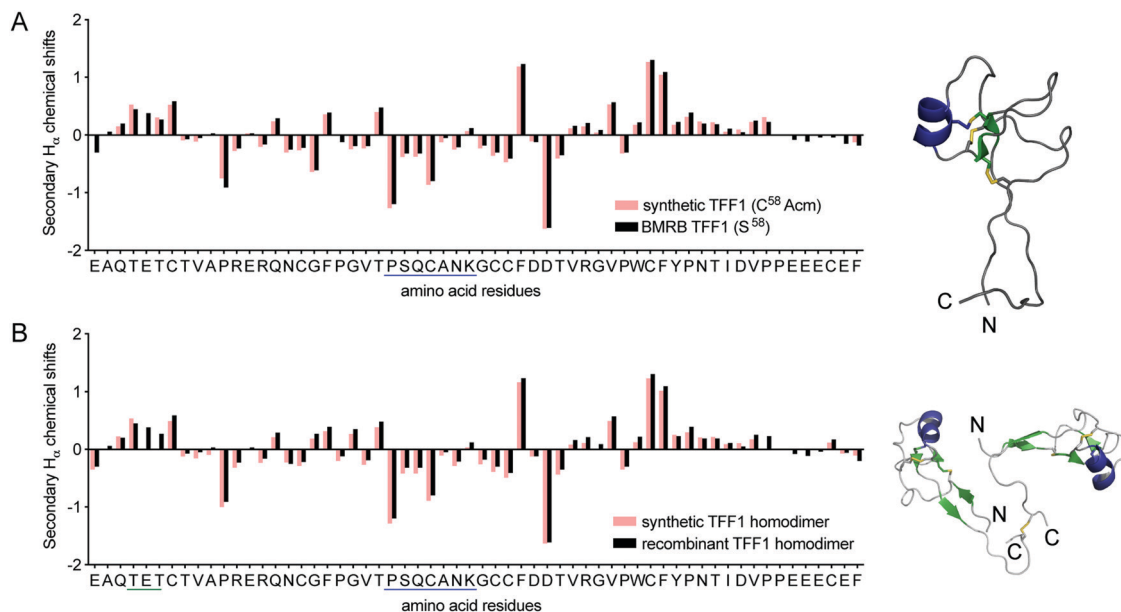 A
Secondary Hα chemical shifts
2
1
0
-1
-2
synthetic TFF1 (C⁵⁸ Acm)
BMRB TFF1 (S⁵⁸)
EAQTETCTVAPRERQNCGFPGVTPSQCANKGCCFDDTVRGVPWCFYPNTIDVPPEEECEF
amino acid residues
C
N
B
Secondary Hα chemical shifts
2
1
0
-1
-2
synthetic TFF1 homodimer
recombinant TFF1 homodimer
EAQTETCTVAPRERQNCGFPGVTPSQCANKGCCFDDTVRGVPWCFYPNTIDVPPEEECEF
amino acid residues
N
N
C
C